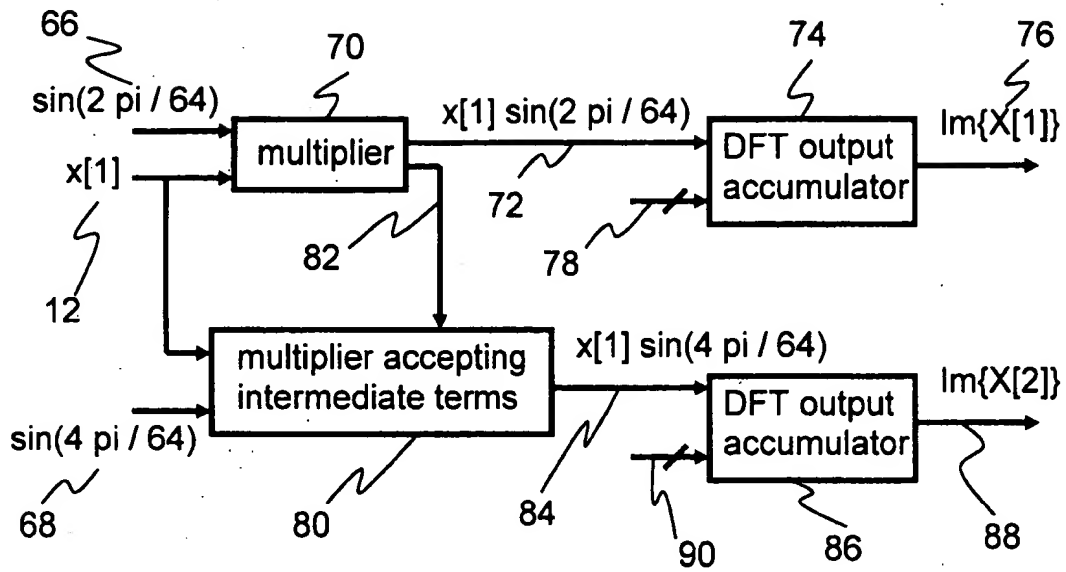 66
70
74
76
sin(2 pi / 64)
x[1] sin(2 pi / 64)
Im{X[1]}
multiplier
DFT output
accumulator
x[1]
72
82
78
12
multiplier accepting
intermediate terms
x[1] sin(4 pi / 64)
Im{X[2]}
DFT output
accumulator
sin(4 pi / 64)
68
80
84
90
86
88